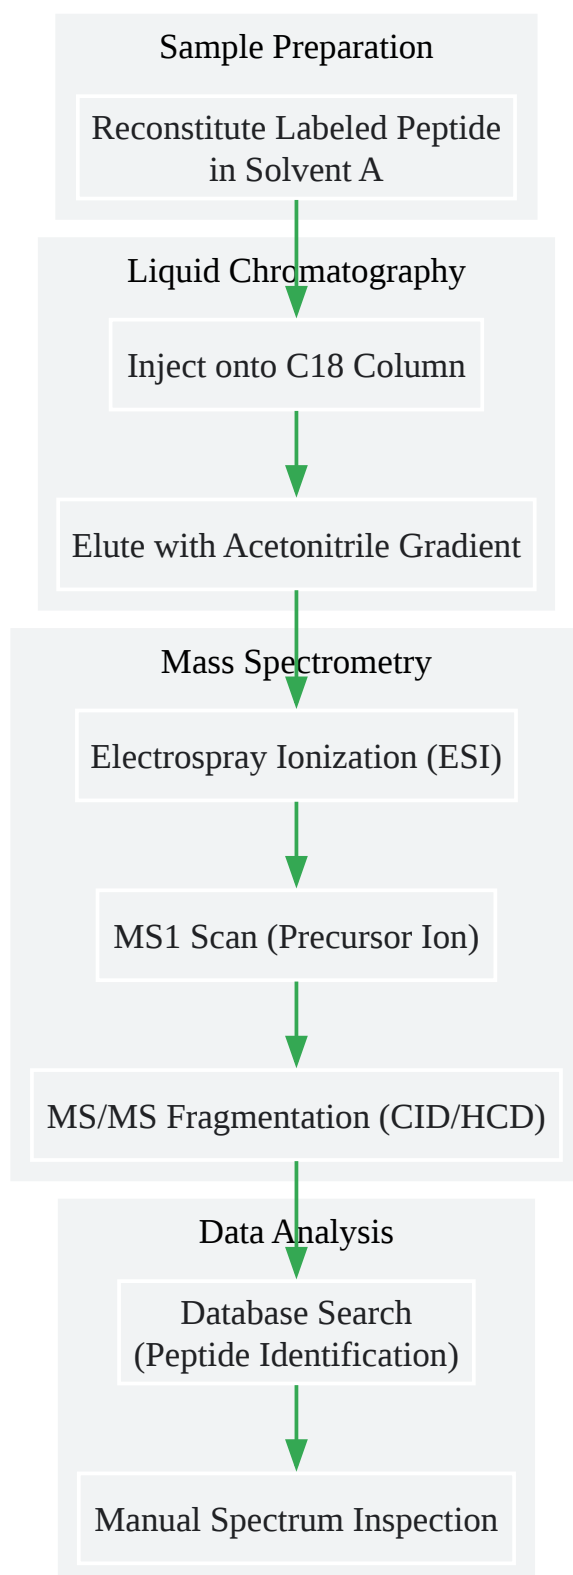 Sample Preparation
Reconstitute Labeled Peptide
in Solvent A
Liquid Chromatography
Inject onto C18 Column
Elute with Acetonitrile Gradient
Mass Spectrometry
Electrospray Ionization (ESI)
MS1 Scan (Precursor Ion)
MS/MS Fragmentation (CID/HCD)
Data Analysis
Database Search
(Peptide Identification)
Manual Spectrum Inspection